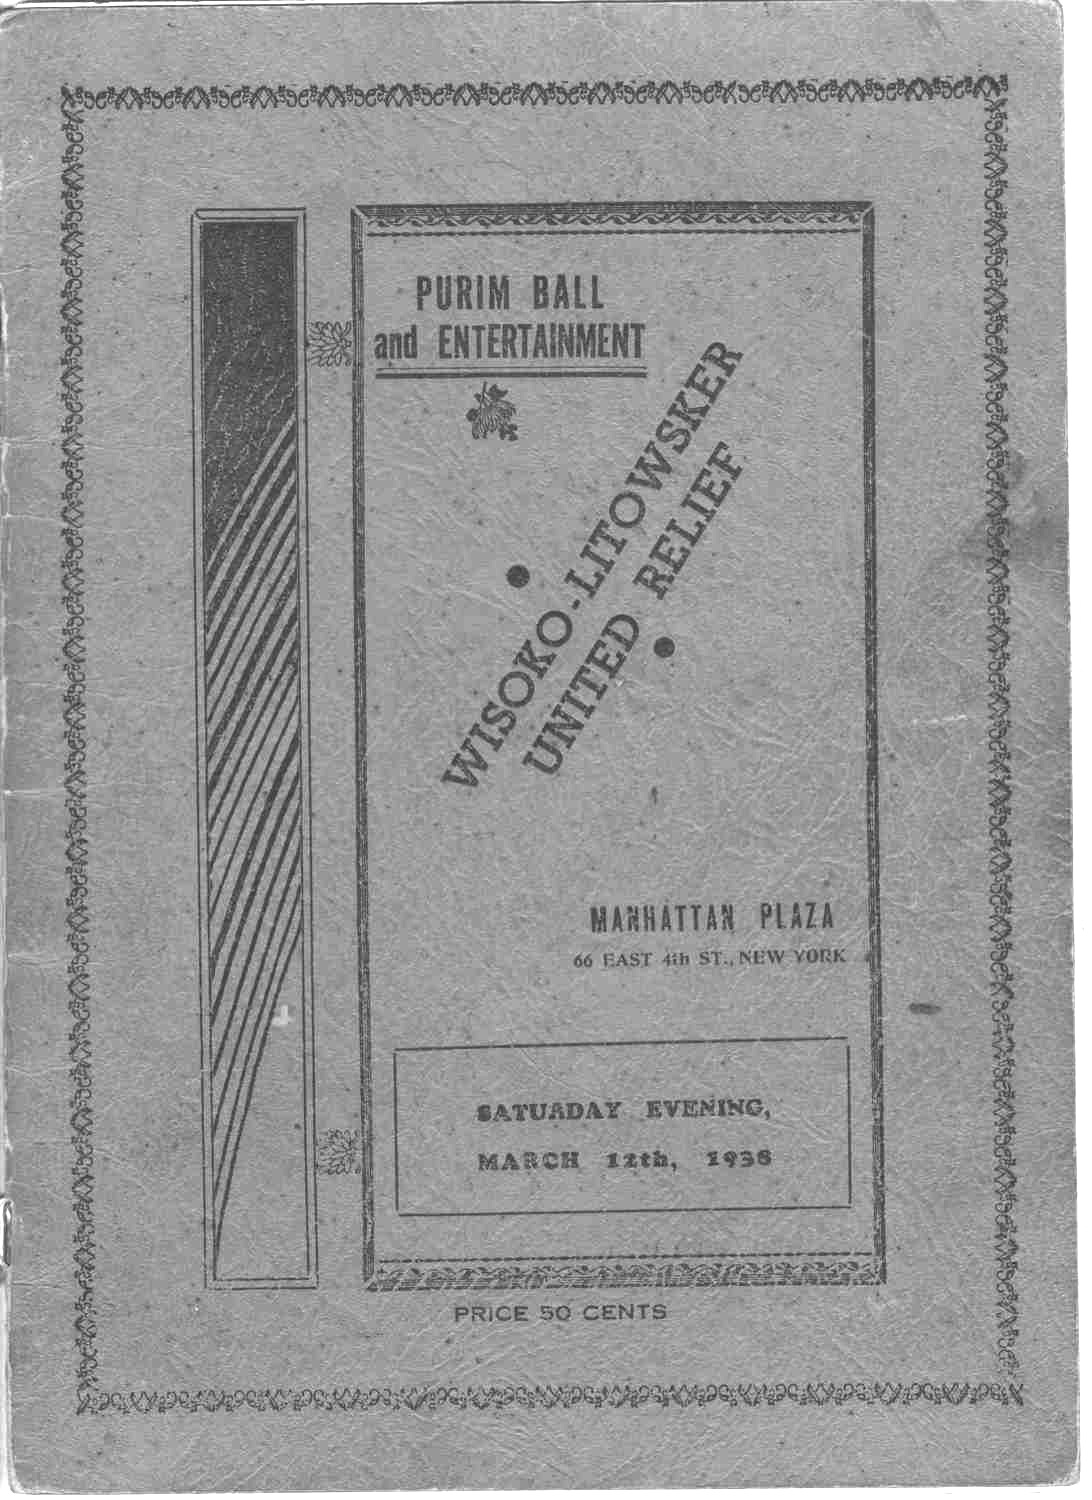 PURIM BALL
and ENTERTAINMENT
WISOKO-LITOWSKER
UNITED RELIEF
MANHATTAN PLAZA
66 EAST 4th ST., NEW YORK
SATURDAY EVENING,
MARCH 12th, 1938
PRICE 50 CENTS